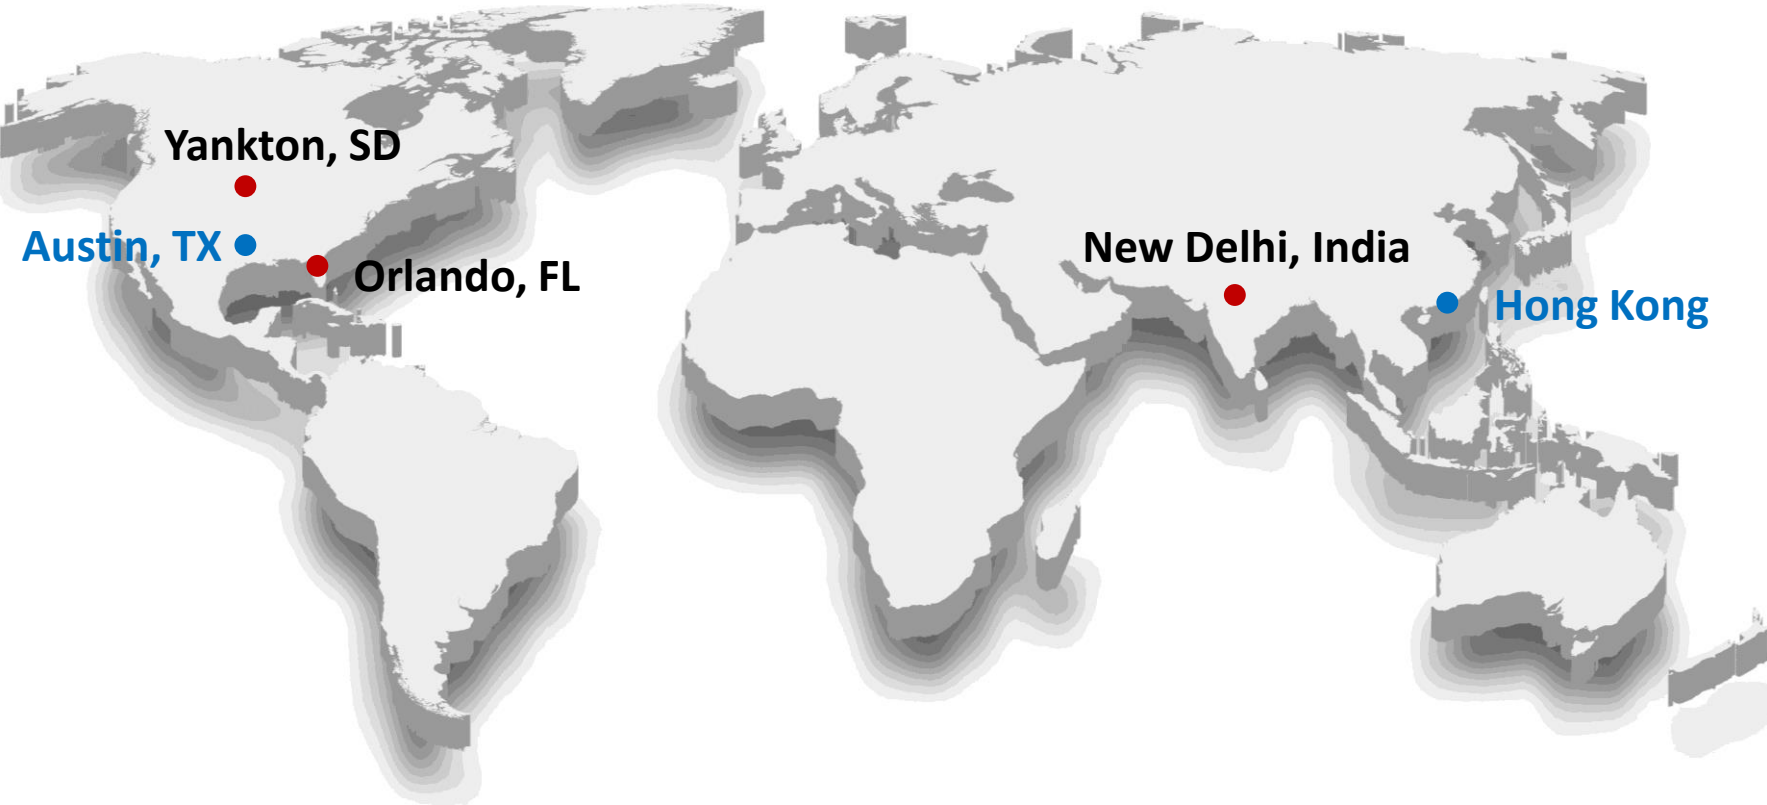 Yankton, SD
Austin, TX
Orlando, FL
New Delhi, India
Hong Kong